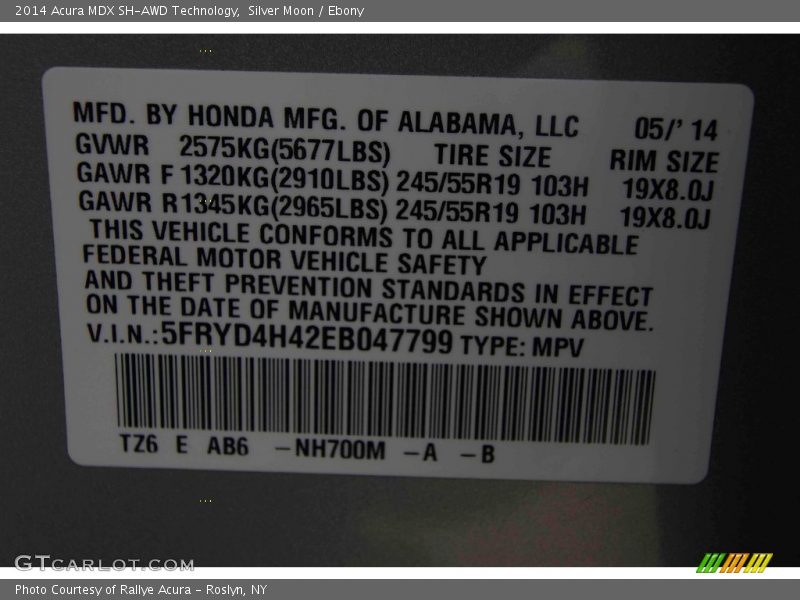 2014 Acura MDX SH-AWD Technology,  Silver Moon / Ebony
MFD. BY HONDA MFG. OF ALABAMA, LLC 05/' 14
GVWR 2575KG(5677LBS) TIRE SIZE RIM SIZE
GAWR F 1320KG(2910LBS) 245/55R19 103H 19X8.0J
GAWR R 1345KG(2965LBS) 245/55R19 103H 19X8.0J
THIS VEHICLE CONFORMS TO ALL APPLICABLE
FEDERAL MOTOR VEHICLE SAFETY
AND THEFT PREVENTION STANDARDS IN EFFECT
ON THE DATE OF MANUFACTURE SHOWN ABOVE.
V.I.N.:5FRYD4H42EB047799 TYPE: MPV
TZ6 E AB6 -NH700M -A -B
GTCARLOT.COM
Photo Courtesy of Rallye Acura - Roslyn, NY